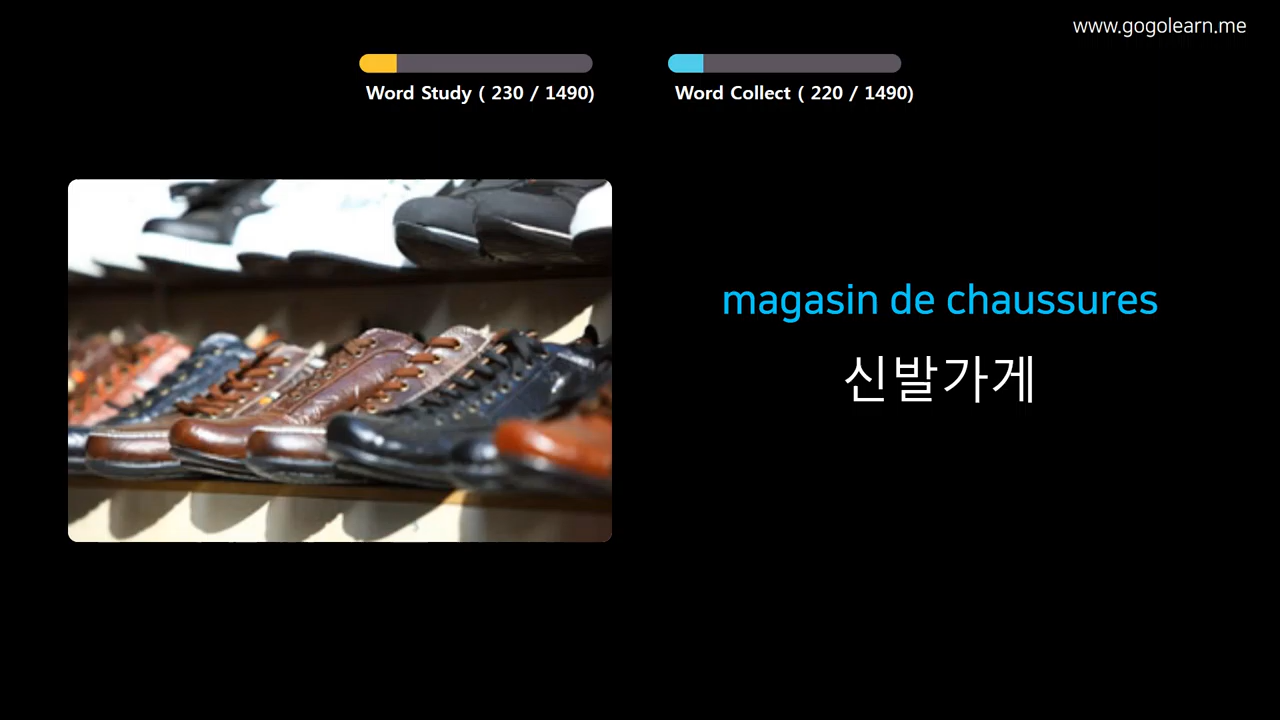 www.gogolearn.me
Word Study ( 230 / 1490)
Word Collect ( 220 / 1490)
magasin de chaussures
신발가게